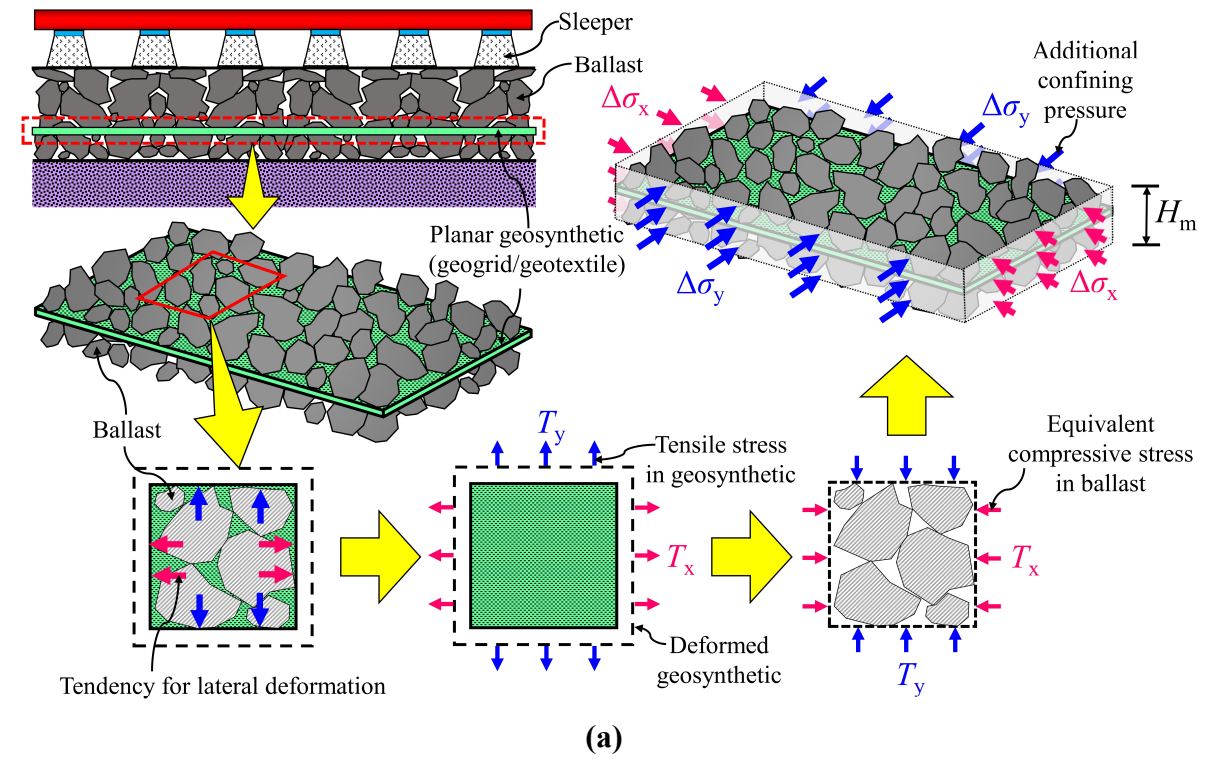 Sleeper
Ballast
Additional
confining
pressure
Δσx
Δσy
Hm
Planar geosynthetic
(geogrid/geotextile)
Δσy
Δσx
Ballast
Ty
Tensile stress
in geosynthetic
Equivalent
compressive stress
in ballast
Tx
Tx
Deformed
geosynthetic
Ty
Tendency for lateral deformation
(a)